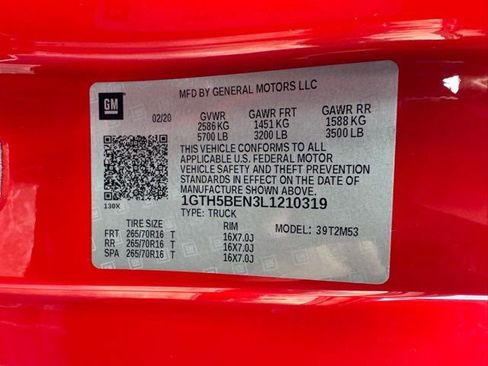 MFD BY GENERAL MOTORS LLC
GM
02/20 GVWR GAWR FRT GAWR RR
2586 KG 1451 KG 1588 KG
5700 LB 3200 LB 3500 LB
THIS VEHICLE CONFORMS TO ALL
APPLICABLE U.S. FEDERAL MOTOR
VEHICLE SAFETY AND THEFT PREVENTION
STANDARDS IN EFFECT ON THE DATE OF
MANUFACTURE SHOWN ABOVE.
130X 1GTH5BEN3L1210319
TYPE: TRUCK
TIRE SIZE RIM MODEL: 39T2M53
FRT 265/70R16 T 16X7.0J
RR 265/70R16 T 16X7.0J
SPA 265/70R16 T 16X7.0J